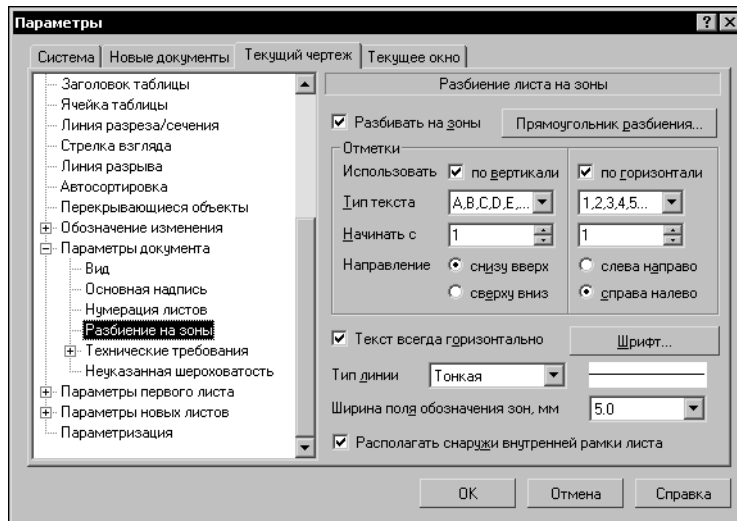 Параметры
Система Новые документы Текущий чертеж Текущее окно
Заголовок таблицы
Ячейка таблицы
Линия разреза/сечения
Стрелка взгляда
Линия разрыва
Автосортировка
Перекрывающиеся объекты
Обозначение изменения
Параметры документа
Вид
Основная надпись
Нумерация листов
Разбиение на зоны
Технические требования
Неуказанная шероховатость
Параметры первого листа
Параметры новых листов
Параметризация
Разбиение листа на зоны
Разбивать на зоны Прямоугольник разбиения...
Отметки
Использовать по вертикали по горизонтали
Тип текста A,B,C,D,E,... 1,2,3,4,5...
Начинать с 1 1
Направление снизу вверх слева направо
сверху вниз справа налево
Текст всегда горизонтально Шрифт...
Тип линии Тонкая
Ширина поля обозначения зон, мм 5.0
Располагать снаружи внутренней рамки листа
OK Отмена Справка